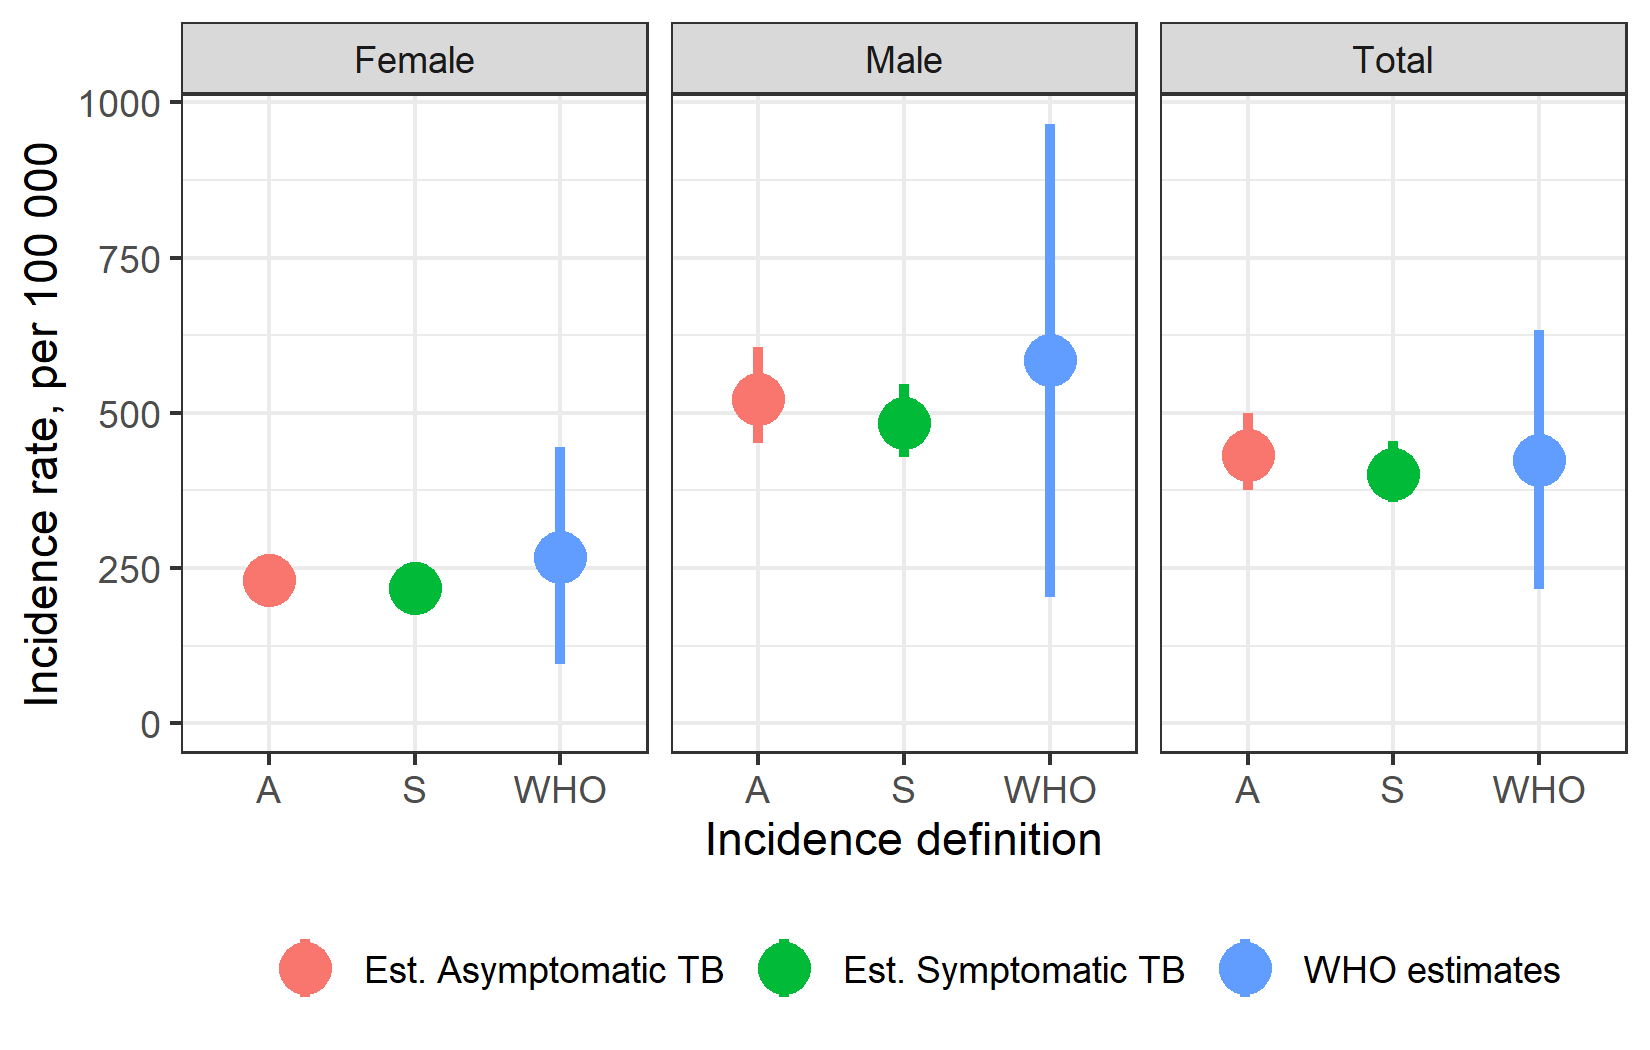 Female Male Total
Incidence rate, per 100 000
1000
750
500
250
0
A S WHO A S WHO A S WHO
Incidence definition
Est. Asymptomatic TB Est. Symptomatic TB WHO estimates